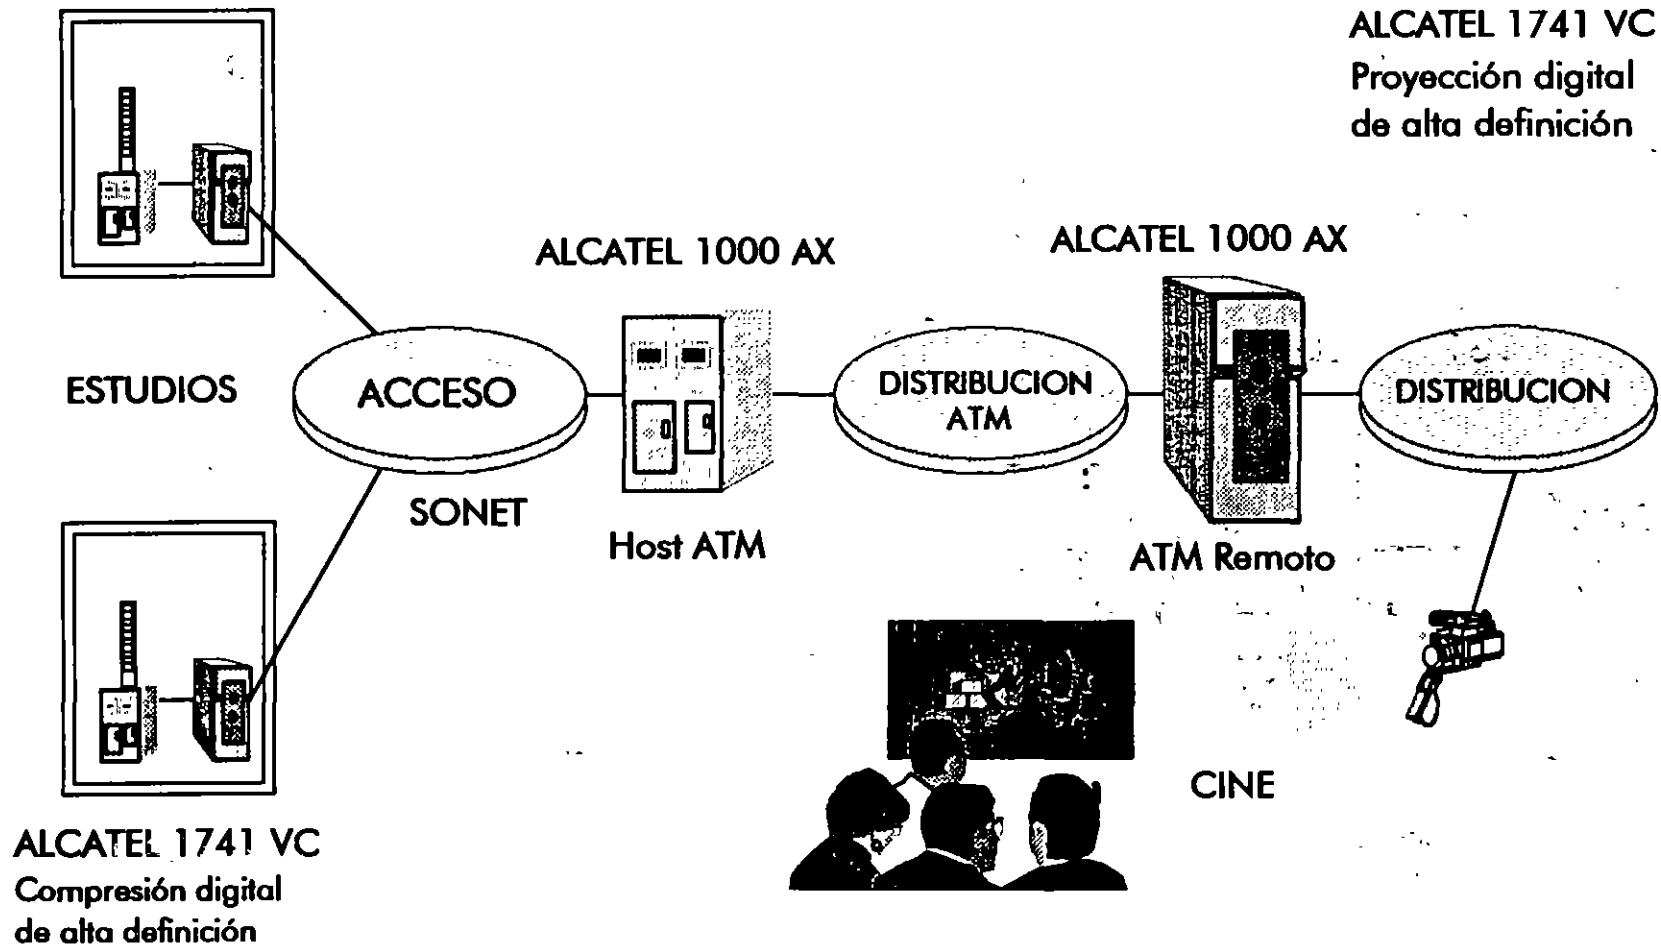 ALCATEL 1741 VC
Proyección digital
de alta definición
ALCATEL 1000 AX
ALCATEL 1000 AX
ESTUDIOS
ACCESO
DISTRIBUCION
ATM
DISTRIBUCION
SONET
Host ATM
ATM Remoto
CINE
ALCATEL 1741 VC
Compresión digital
de alta definición